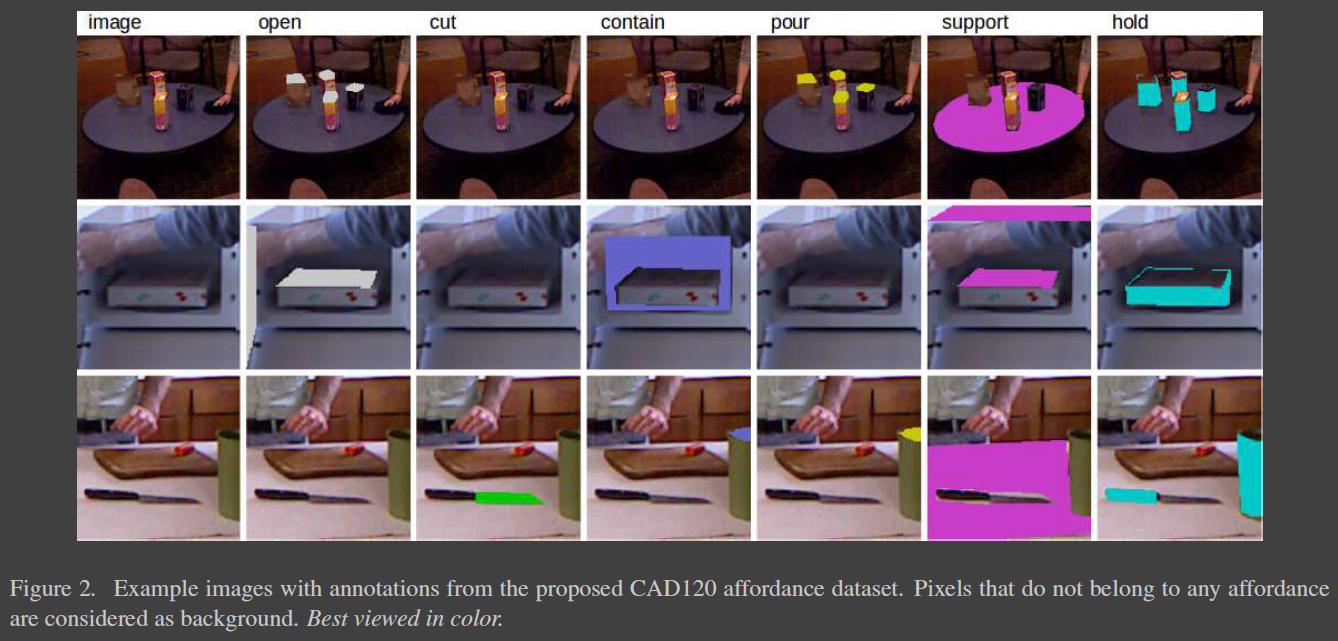 image open cut contain pour support hold
Figure 2. Example images with annotations from the proposed CAD120 affordance dataset. Pixels that do not belong to any affordance
are considered as background. Best viewed in color.